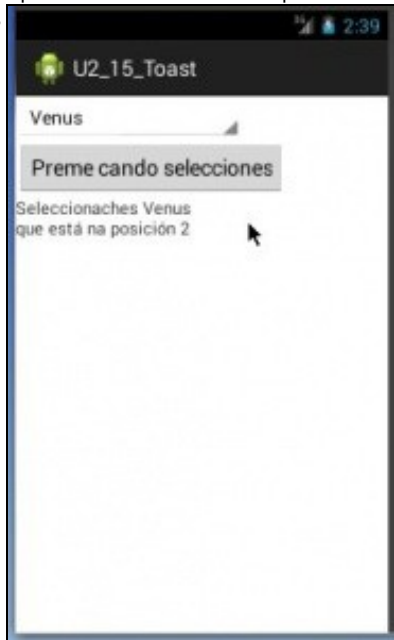 2:39
U2_15_Toast
Venus
Preme cando selecciones
Seleccionaches Venus
que está na posición 2